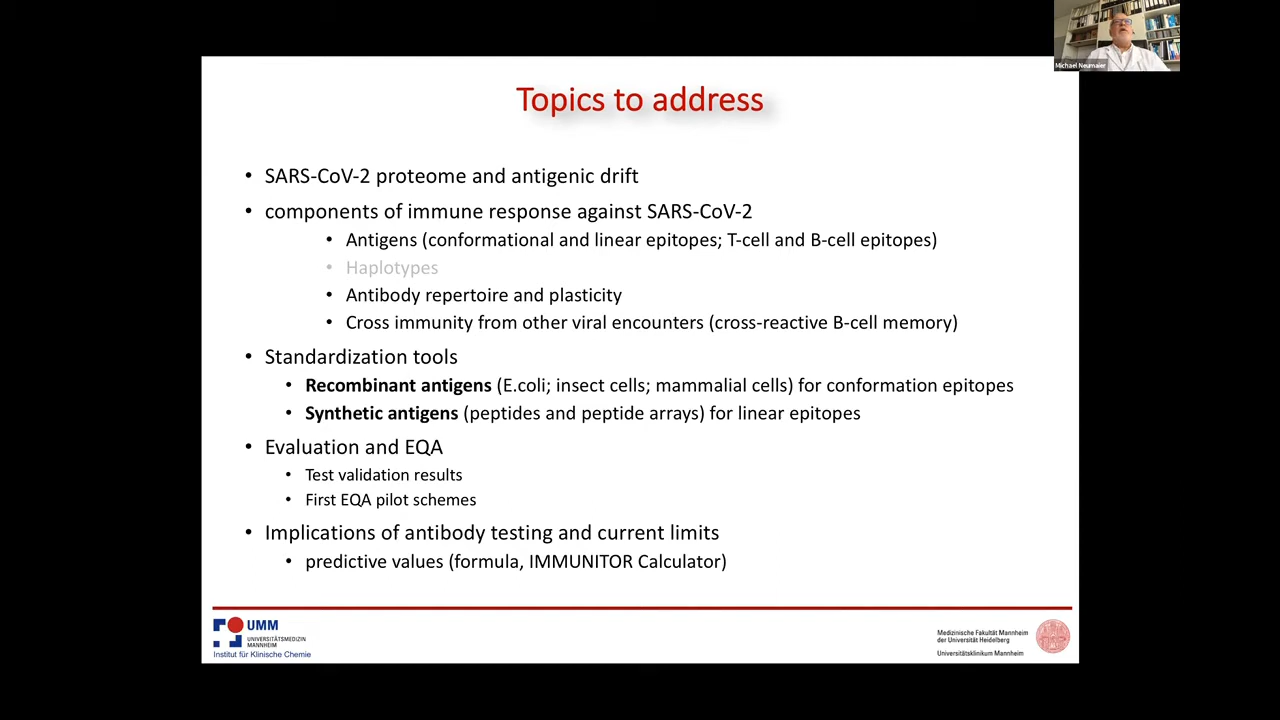 Michael Neumaier
Topics to address
• SARS-CoV-2 proteome and antigenic drift
• components of immune response against SARS-CoV-2
• Antigens (conformational and linear epitopes; T-cell and B-cell epitopes)
• Haplotypes
• Antibody repertoire and plasticity
• Cross immunity from other viral encounters (cross-reactive B-cell memory)
• Standardization tools
• Recombinant antigens (E.coli; insect cells; mammalial cells) for conformation epitopes
• Synthetic antigens (peptides and peptide arrays) for linear epitopes
• Evaluation and EQA
• Test validation results
• First EQA pilot schemes
• Implications of antibody testing and current limits
• predictive values (formula, IMMUNITOR Calculator)
UMM
UNIVERSITÄTSMEDIZIN
MANNHEIM
Institut für Klinische Chemie
Medizinische Fakultät Mannheim
der Universität Heidelberg
Universitätsklinikum Mannheim